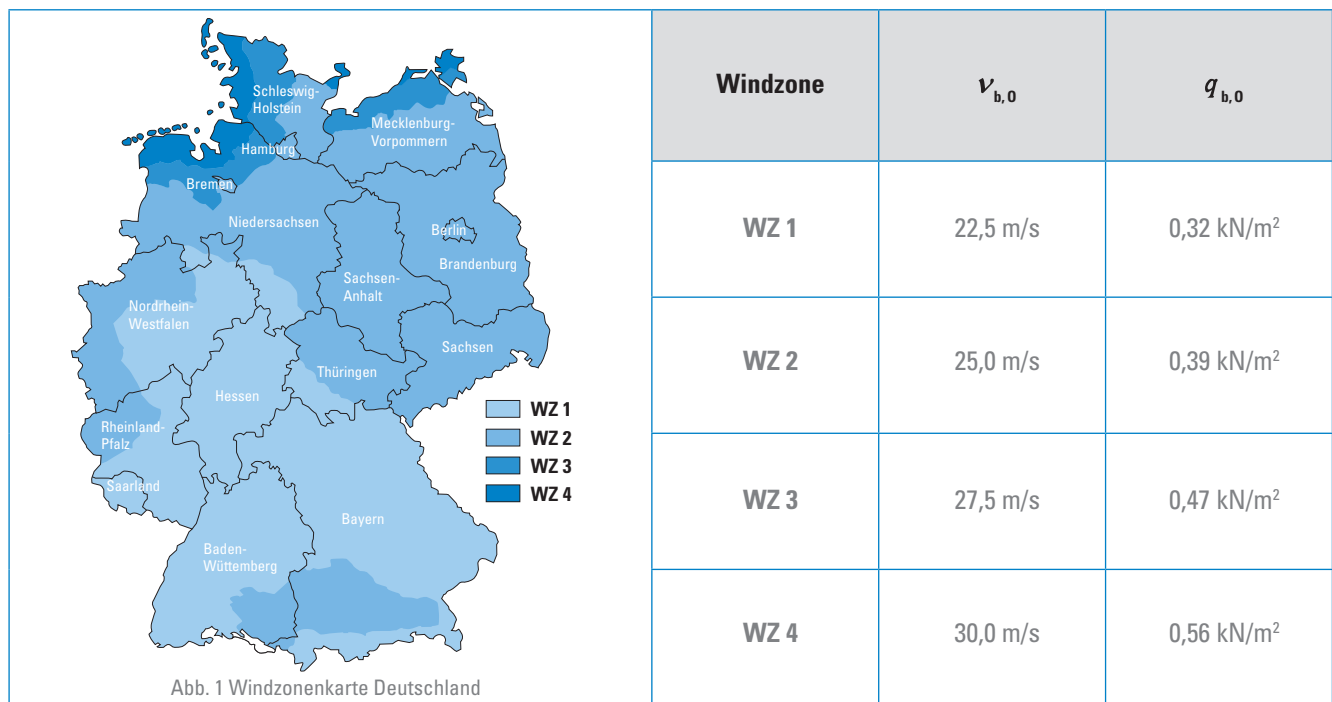 Schleswig-
Holstein
Mecklenburg-
Vorpommern
Hamburg
Bremen
Niedersachsen
Berlin
Brandenburg
Sachsen-
Anhalt
Nordrhein-
Westfalen
Sachsen
Thüringen
Hessen
Rheinland-
Pfalz
Saarland
Bayern
Baden-
Wüttemberg
WZ 1
WZ 2
WZ 3
WZ 4
Abb. 1 Windzonenkarte Deutschland
Windzone v b,0 q b,0
WZ 1 22,5 m/s 0,32 kN/m²
WZ 2 25,0 m/s 0,39 kN/m²
WZ 3 27,5 m/s 0,47 kN/m²
WZ 4 30,0 m/s 0,56 kN/m²